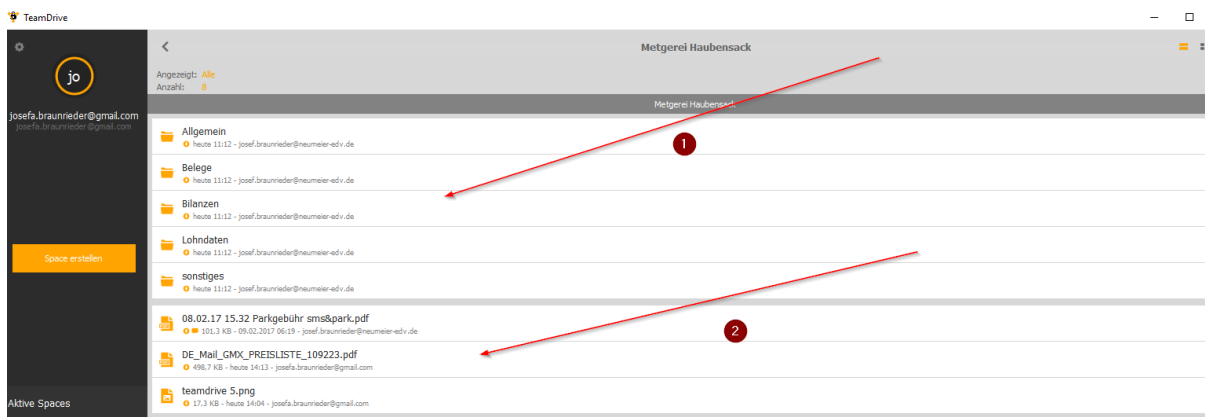 TeamDrive
jo
josefa.braunrieder@gmail.com
josefa.braunrieder@gmail.com
Space erstellen
Aktive Spaces
Metgerei Haubensack
Angezeigt: Alle
Anzahl: 8
Metgerei Haubensack
Allgemein
heute 11:12 - josef.braunrieder@neumeier-edv.de
Belege
heute 11:12 - josef.braunrieder@neumeier-edv.de
Bilanzen
heute 11:12 - josef.braunrieder@neumeier-edv.de
Lohndaten
heute 11:12 - josef.braunrieder@neumeier-edv.de
sonstiges
heute 11:12 - josef.braunrieder@neumeier-edv.de
1
08.02.17 15.32 Parkgebühr sms&park.pdf
101,3 KB - 09.02.2017 06:19 - josef.braunrieder@neumeier-edv.de
2
DE_Mail_GMX_PREISLISTE_109223.pdf
498,7 KB - heute 14:13 - josefa.braunrieder@gmail.com
teamdrive 5.png
17.3 KB - heute 14:04 - josefa.braunrieder@gmail.com